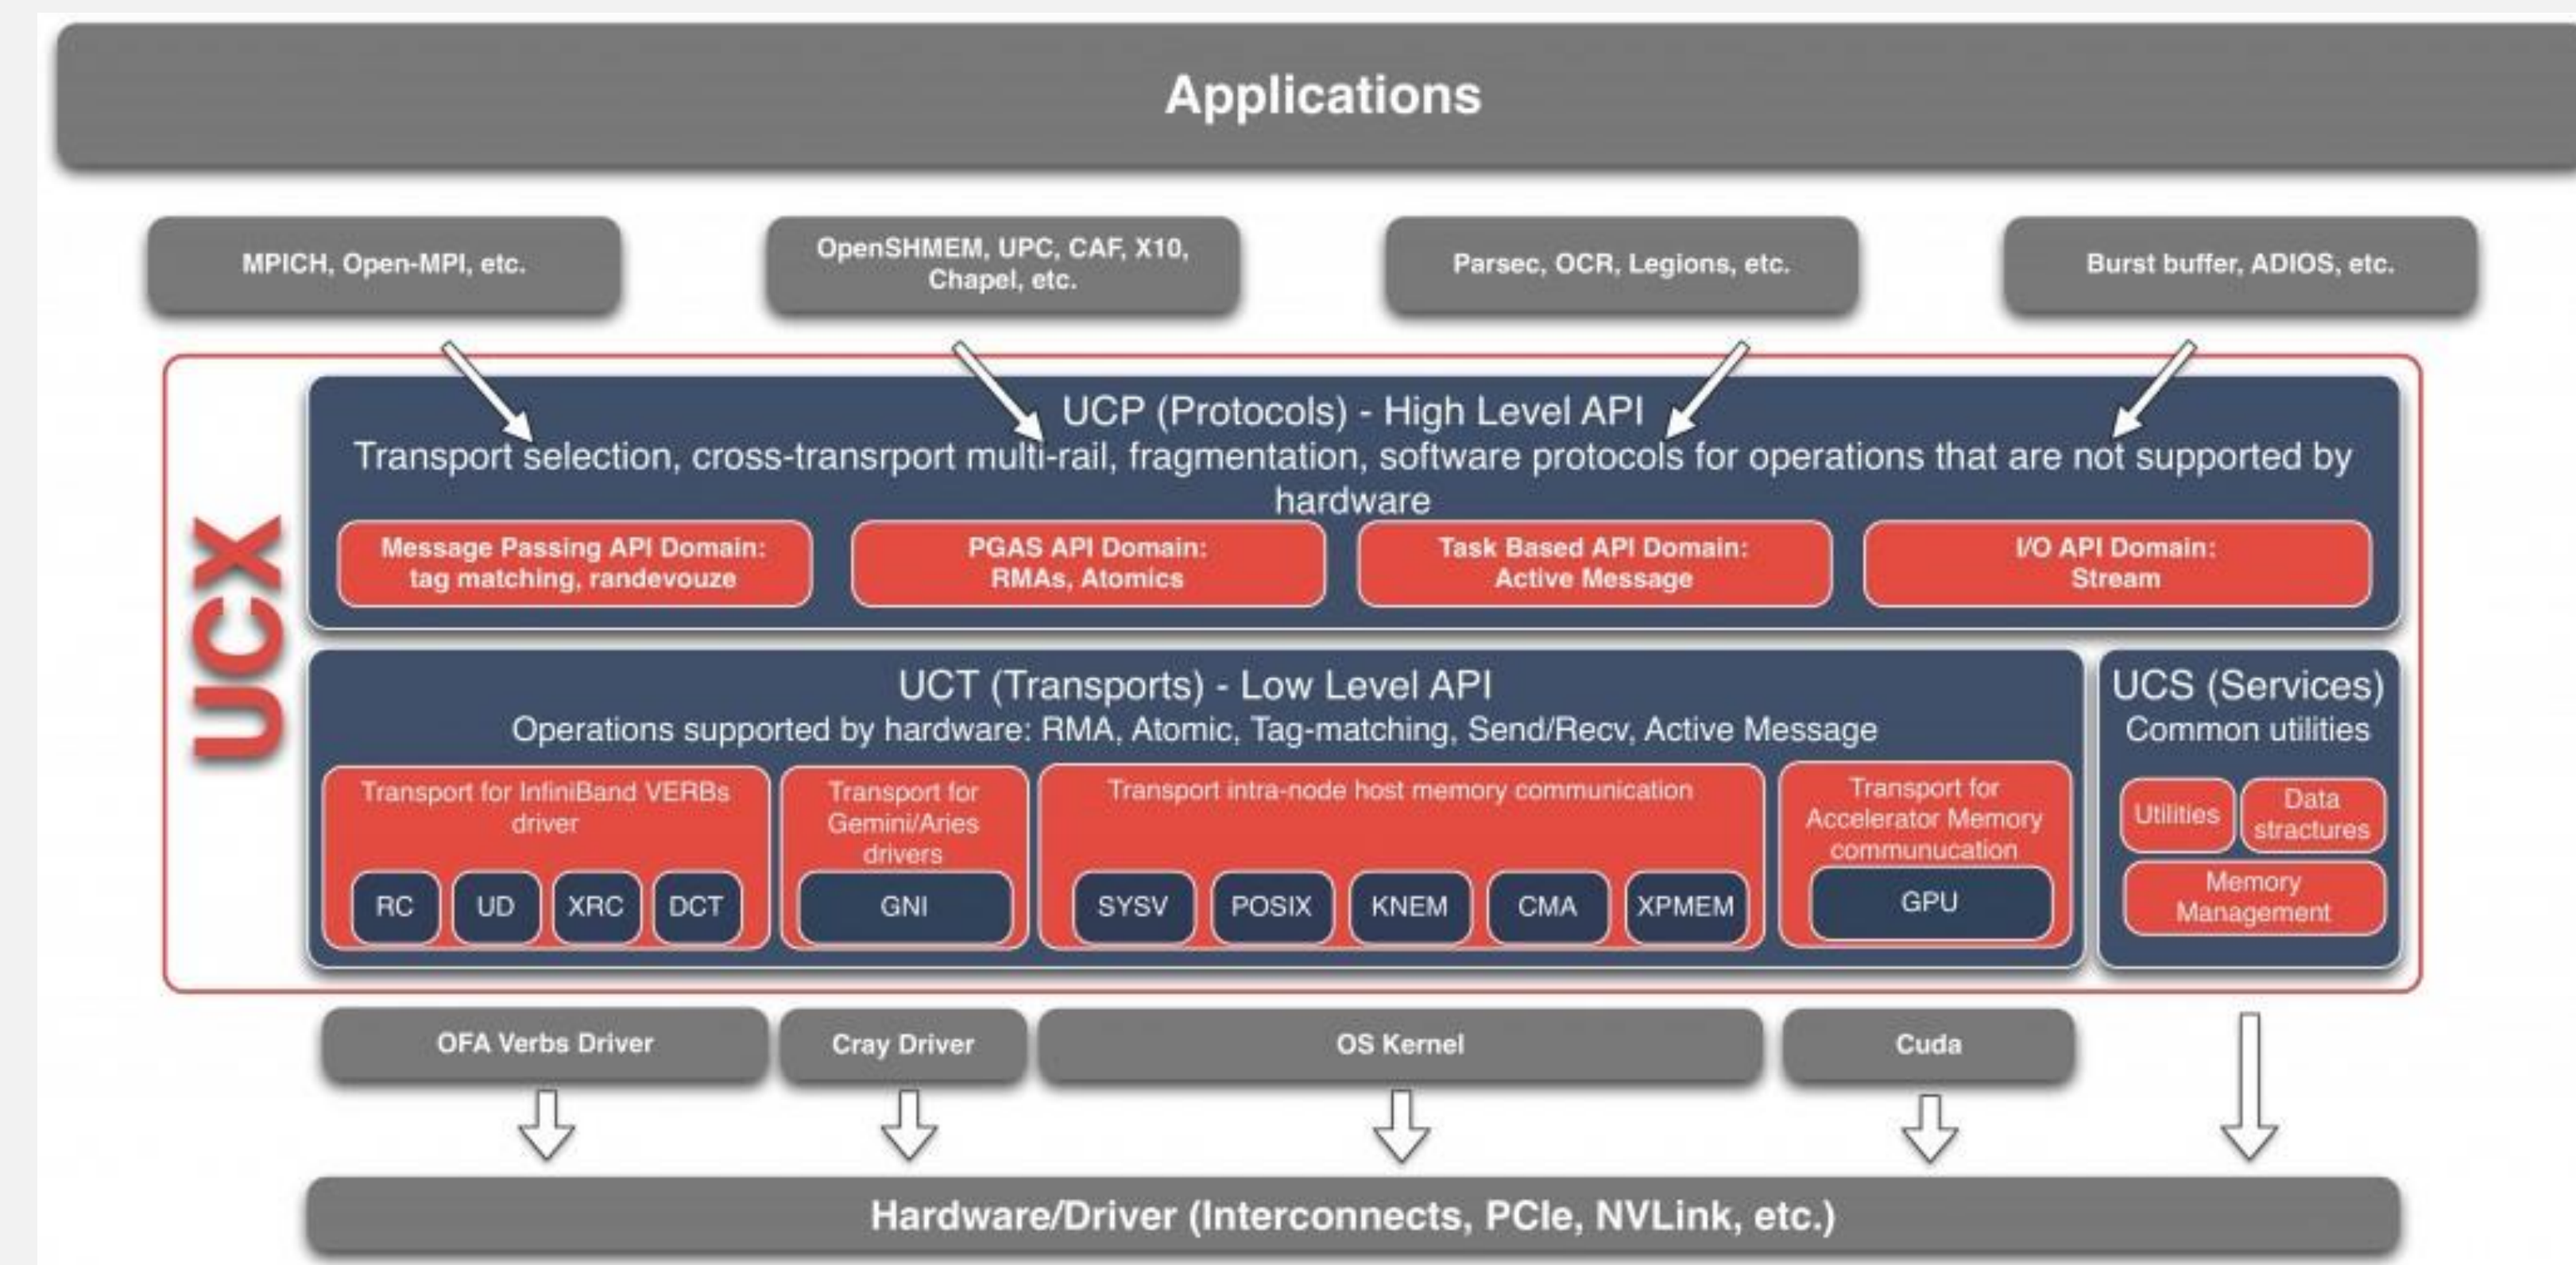 Applications
MPICH, Open-MPI, etc.
OpenSHMEM, UPC, CAF, X10,
Chapel, etc.
Parsec, OCR, Legions, etc.
Burst buffer, ADIOS, etc.
UCX
UCP (Protocols) - High Level API
Transport selection, cross-transrport multi-rail, fragmentation, software protocols for operations that are not supported by
hardware
Message Passing API Domain:
tag matching, randevouze
PGAS API Domain:
RMAs, Atomics
Task Based API Domain:
Active Message
I/O API Domain:
Stream
UCT (Transports) - Low Level API
Operations supported by hardware: RMA, Atomic, Tag-matching, Send/Recv, Active Message
Transport for InfiniBand VERBs
driver
RC
UD
XRC
DCT
Transport for
Gemini/Aries
drivers
GNI
Transport intra-node host memory communication
SYSV
POSIX
KNEM
CMA
XPMEM
Transport for
Accelerator Memory
communucation
GPU
UCS (Services)
Common utilities
Utilities
Data
stractures
Memory
Management
OFA Verbs Driver
Cray Driver
OS Kernel
Cuda
Hardware/Driver (Interconnects, PCIe, NVLink, etc.)